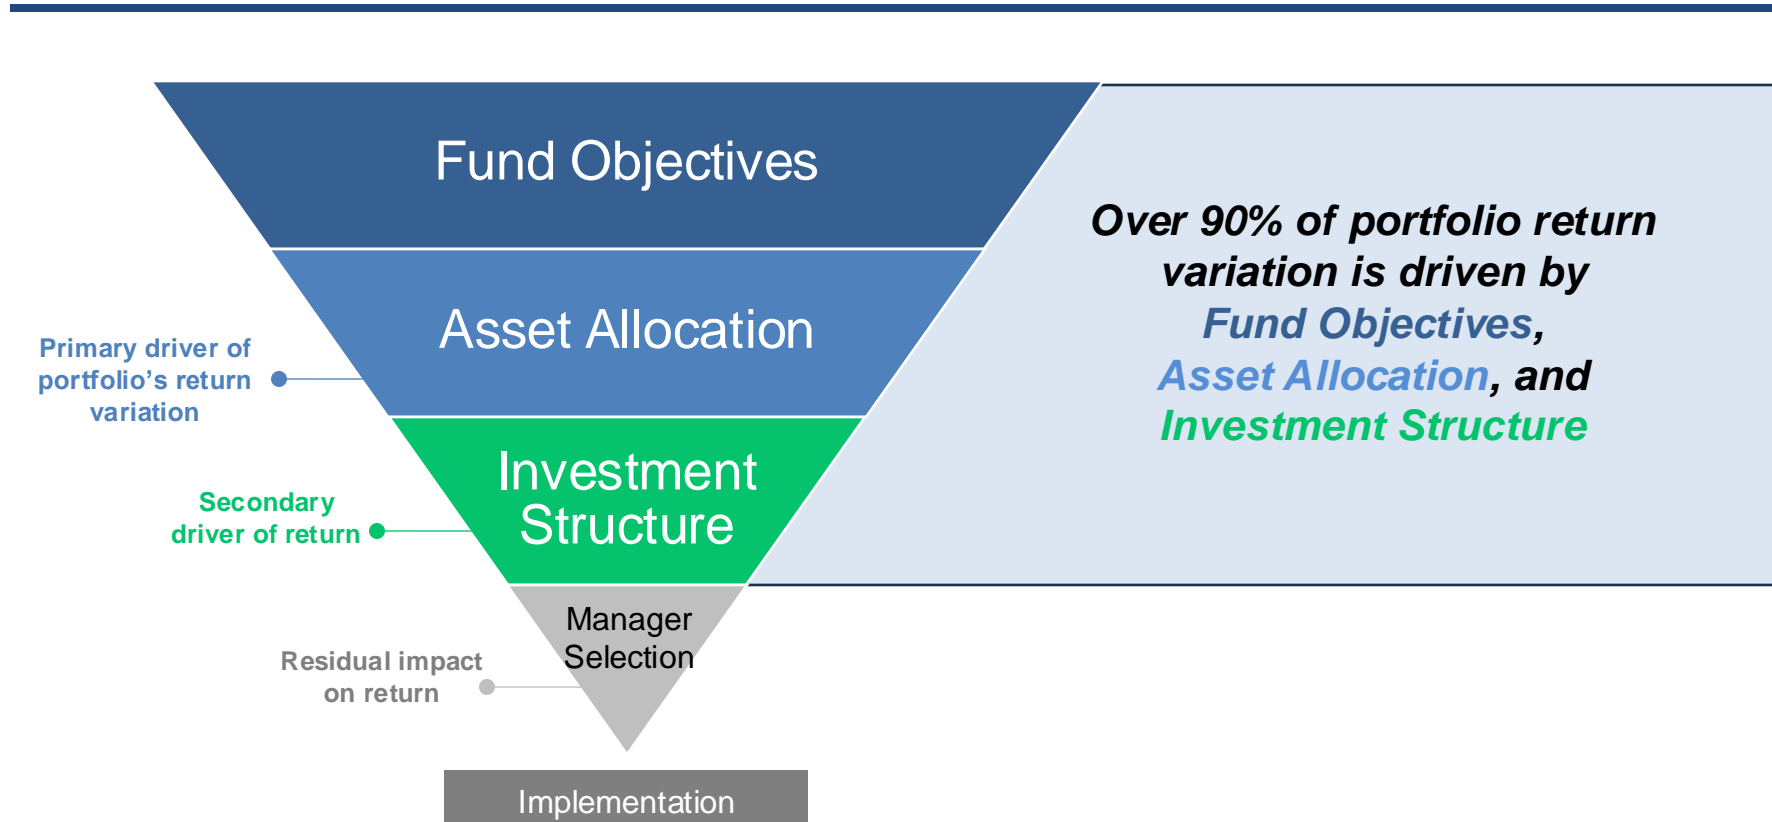 Fund Objectives
Asset Allocation
Primary driver of
portfolio’s return
variation
Investment
Structure
Secondary
driver of return
Manager
Selection
Residual impact
on return
Implementation
Over 90% of portfolio return
variation is driven by
Fund Objectives,
Asset Allocation, and
Investment Structure